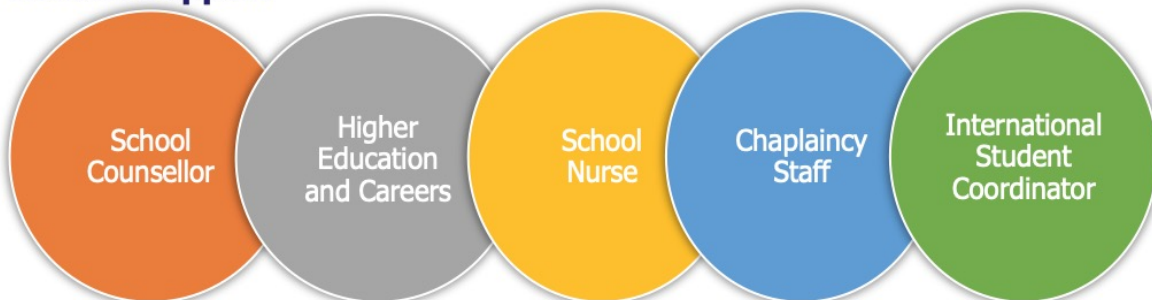 School
Counsellor
Higher
Education
and Careers
School
Nurse
Chaplaincy
Staff
International
Student
Coordinator